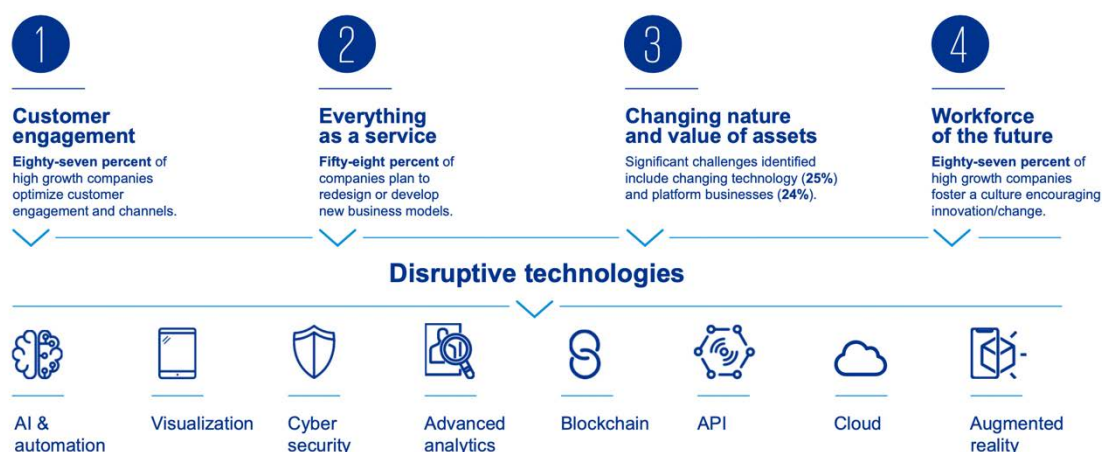 1
Customer
engagement
Eighty-seven percent of
high growth companies
optimize customer
engagement and channels.
2
Everything
as a service
Fifty-eight percent of
companies plan to
redesign or develop
new business models.
3
Changing nature
and value of assets
Significant challenges identified
include changing technology (25%)
and platform businesses (24%).
4
Workforce
of the future
Eighty-seven percent of
high growth companies
foster a culture encouraging
innovation/change.
Disruptive technologies
AI &
automation
Visualization
Cyber
security
Advanced
analytics
Blockchain
API
Cloud
Augmented
reality